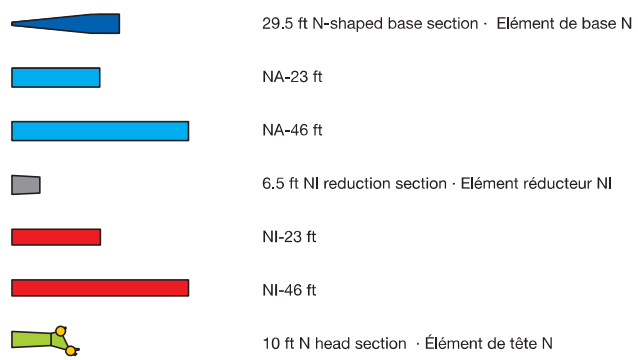 29.5 ft N-shaped base section · Elément de base N
NA-23 ft
NA-46 ft
6.5 ft NI reduction section · Elément réducteur NI
NI-23 ft
NI-46 ft
10 ft N head section · Élément de tête N